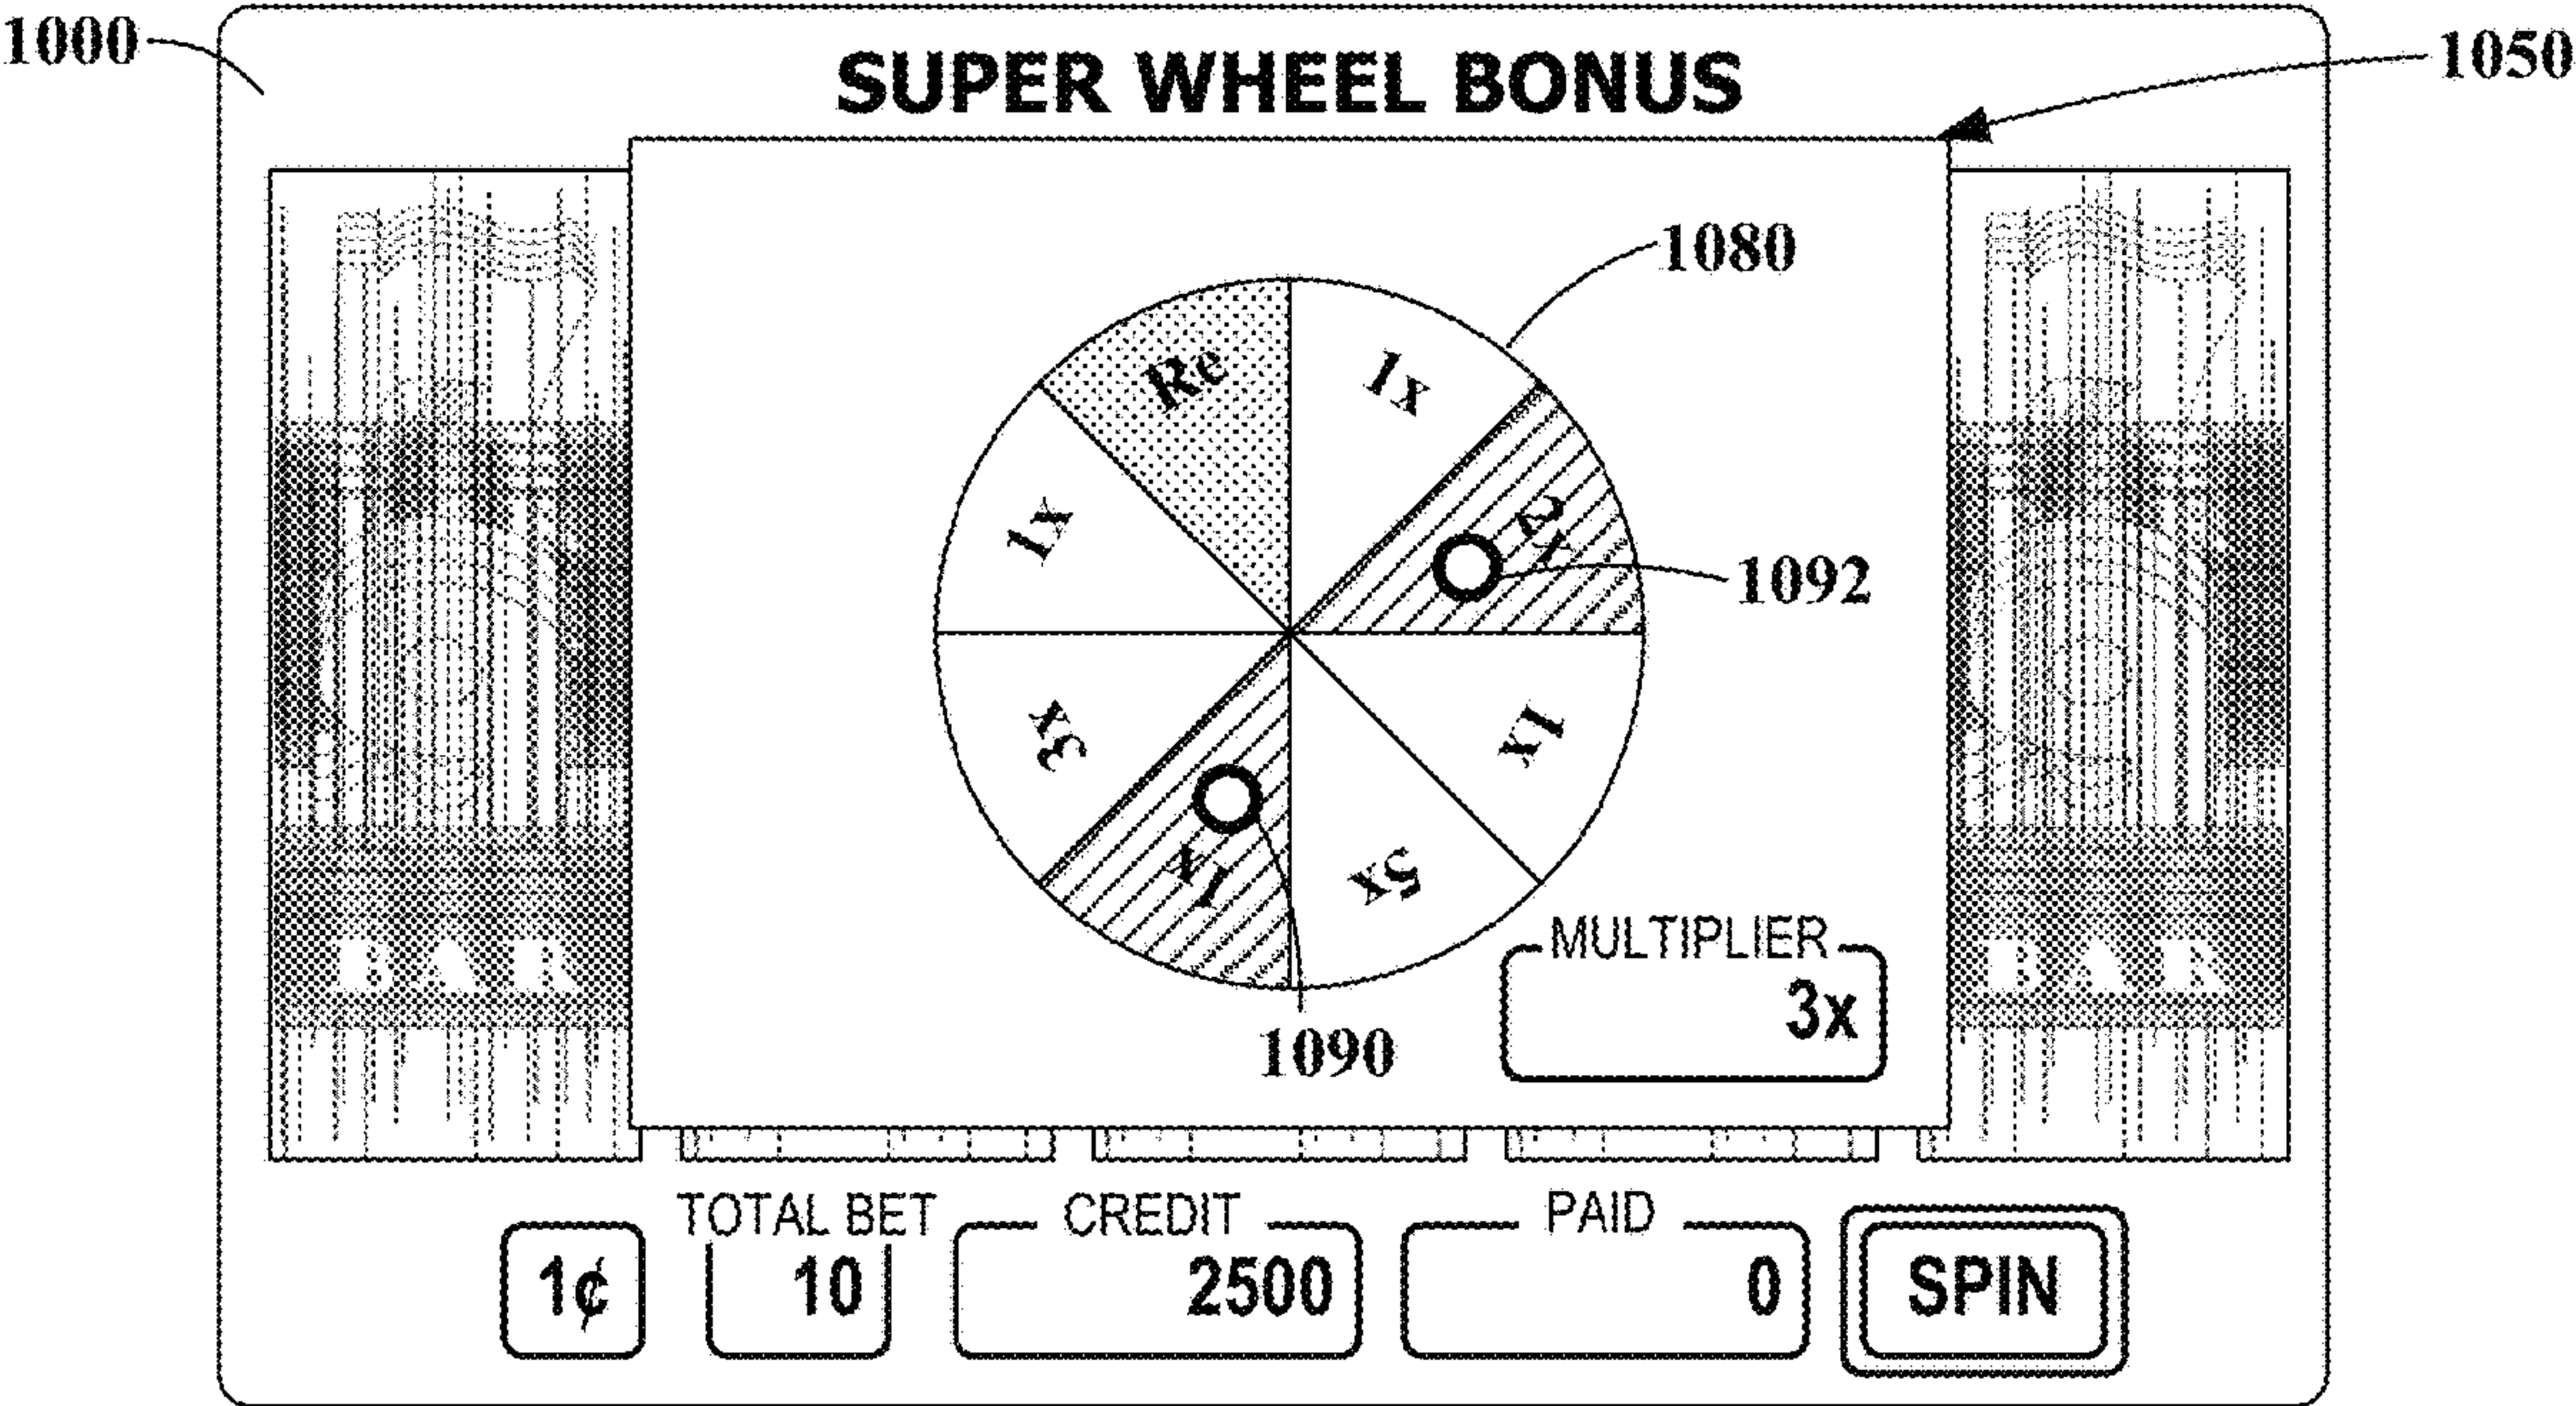 1000
SUPER WHEEL BONUS
1050
1080
Re
1x
1x
2x
1092
3x
1x
1x
5x
MULTIPLIER
3x
1090
BAR
BAR
TOTAL BET
CREDIT
PAID
1¢
10
2500
0
SPIN